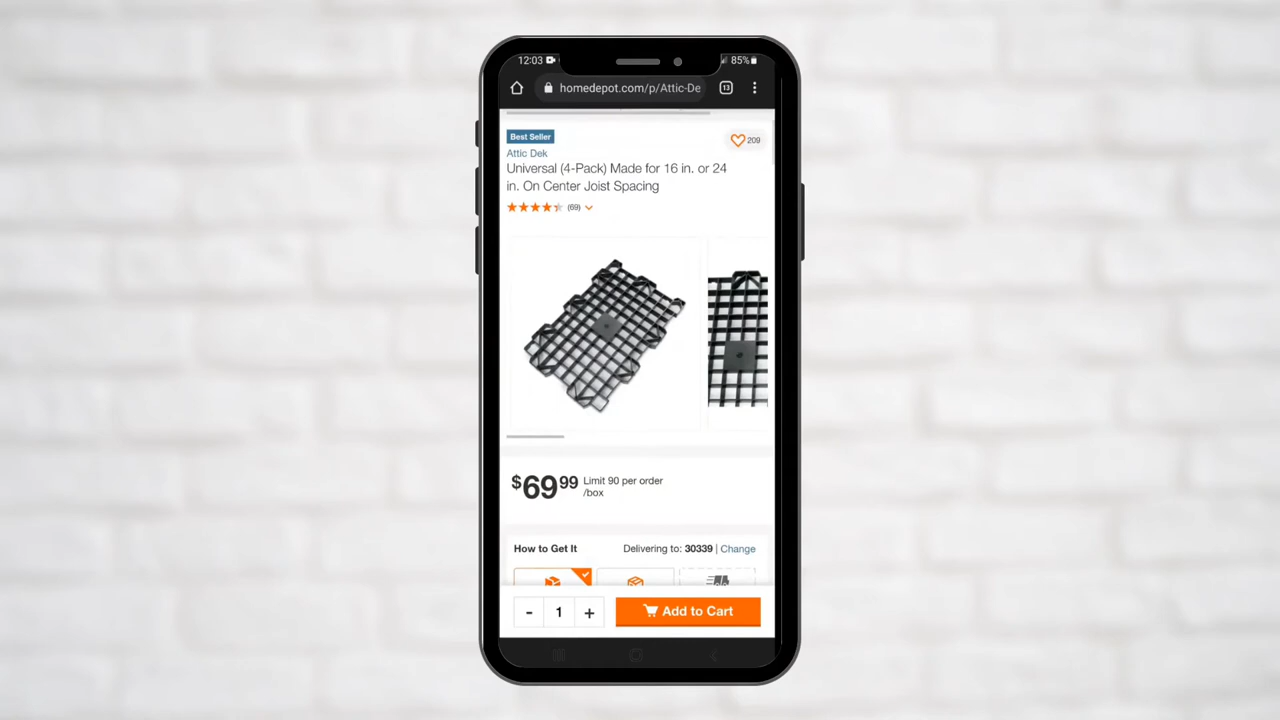 12:03
85%
homedepot.com/p/Attic-De
13
Best Seller
209
Attic Dek
Universal (4-Pack) Made for 16 in. or 24
in. On Center Joist Spacing
(69)
$69 99
Limit 90 per order
/box
How to Get It
Delivering to: 30339 | Change
- 1 +
Add to Cart